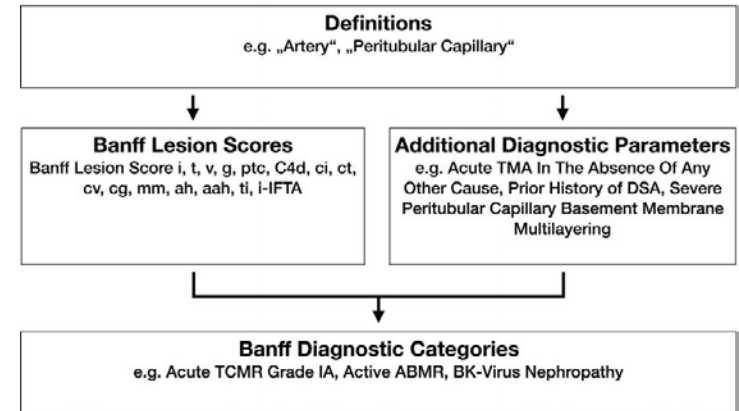 Definitions
e.g. „Artery“, „Peritubular Capillary“
Banff Lesion Scores
Banff Lesion Score i, t, v, g, ptc, C4d, ci, ct,
cv, cg, mm, ah, aah, ti, i-IFTA
Additional Diagnostic Parameters
e.g. Acute TMA In The Absence Of Any
Other Cause, Prior History of DSA, Severe
Peritubular Capillary Basement Membrane
Multilayering
Banff Diagnostic Categories
e.g. Acute TCMR Grade IA, Active ABMR, BK-Virus Nephropathy